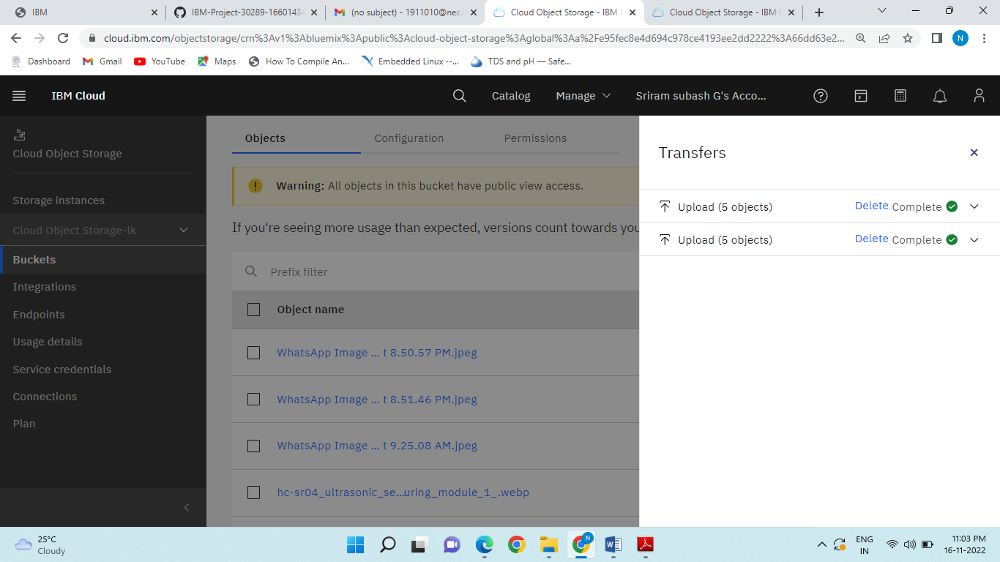 IBM
IBM-Project-30289-16601434
(no subject) - 1911010@nec.
Cloud Object Storage - IBM C
Cloud Object Storage - IBM C
cloud.ibm.com/objectstorage/crn%3Av1%3Abluemix%3Apublic%3Acloud-object-storage%3Aglobal%3Aa%2Fe95fec8e4d694c978ce4193ee2dd2222%3A66dd63e2...
N
Dashboard
Gmail
YouTube
Maps
How To Compile An...
Embedded Linux --...
TDS and pH — Safe...
IBM Cloud
Catalog
Manage
Sriram subash G's Acco...
Cloud Object Storage
Storage instances
Cloud Object Storage-lk
Buckets
Integrations
Endpoints
Usage details
Service credentials
Connections
Plan
Objects
Configuration
Permissions
Warning: All objects in this bucket have public view access.
If you're seeing more usage than expected, versions count towards you
Prefix filter
Object name
WhatsApp Image ... t 8.50.57 PM.jpeg
WhatsApp Image ... t 8.51.46 PM.jpeg
WhatsApp Image ... t 9.25.08 AM.jpeg
hc-sr04_ultrasonic_se...uring_module_1_.webp
Transfers
Upload (5 objects)
Delete Complete
Upload (5 objects)
Delete Complete
25°C
Cloudy
N
ENG
IN
11:03 PM
16-11-2022